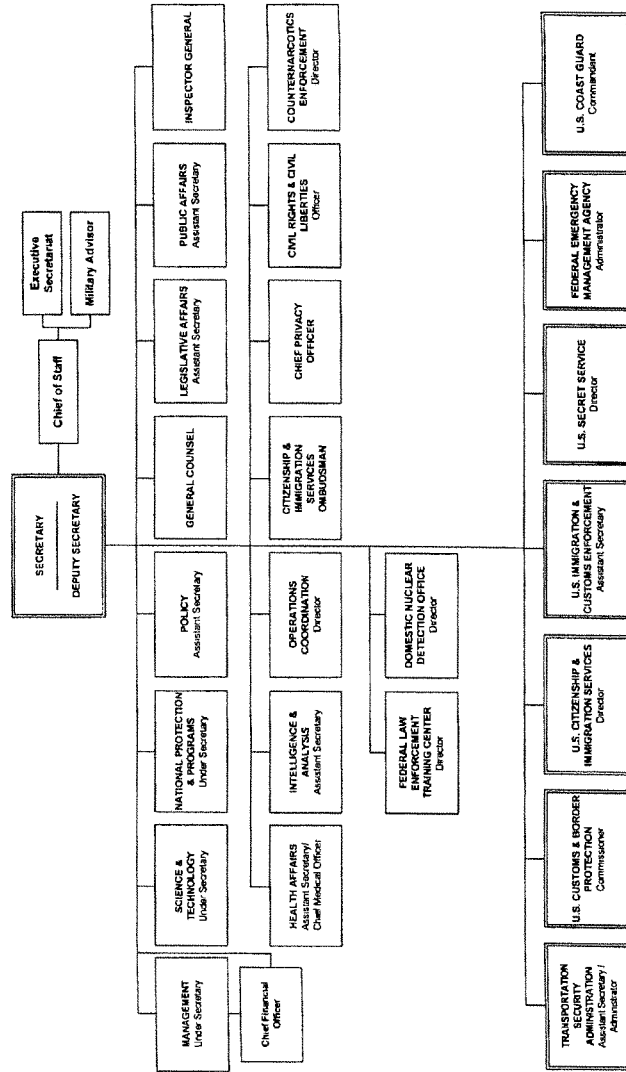 SECRETARY
DEPUTY SECRETARY
Chief of Staff
Executive
Secretariat
Military Advisor
MANAGEMENT
Under Secretary
Chief Financial
Officer
SCIENCE &
TECHNOLOGY
Under Secretary
NATIONAL PROTECTION
& PROGRAMS
Under Secretary
POLICY
Assistant Secretary
GENERAL COUNSEL
LEGISLATIVE AFFAIRS
Assistant Secretary
PUBLIC AFFAIRS
Assistant Secretary
INSPECTOR GENERAL
HEALTH AFFAIRS
Assistant Secretary/
Chief Medical Officer
INTELLIGENCE &
ANALYSIS
Assistant Secretary
OPERATIONS
COORDINATION
Director
CITIZENSHIP &
IMMIGRATION
SERVICES
OMBUDSMAN
CHIEF PRIVACY
OFFICER
CIVIL RIGHTS & CIVIL
LIBERTIES
Officer
COUNTERNARCOTICS
ENFORCEMENT
Director
FEDERAL LAW
ENFORCEMENT
TRAINING CENTER
Director
DOMESTIC NUCLEAR
DETECTION OFFICE
Director
TRANSPORTATION
SECURITY
ADMINISTRATION
Assistant Secretary /
Administrator
U.S. CUSTOMS & BORDER
PROTECTION
Commissioner
U.S. CITIZENSHIP &
IMMIGRATION SERVICES
Director
U.S. IMMIGRATION &
CUSTOMS ENFORCEMENT
Assistant Secretary
U.S. SECRET SERVICE
Director
FEDERAL EMERGENCY
MANAGEMENT AGENCY
Administrator
U.S. COAST GUARD
Commandant